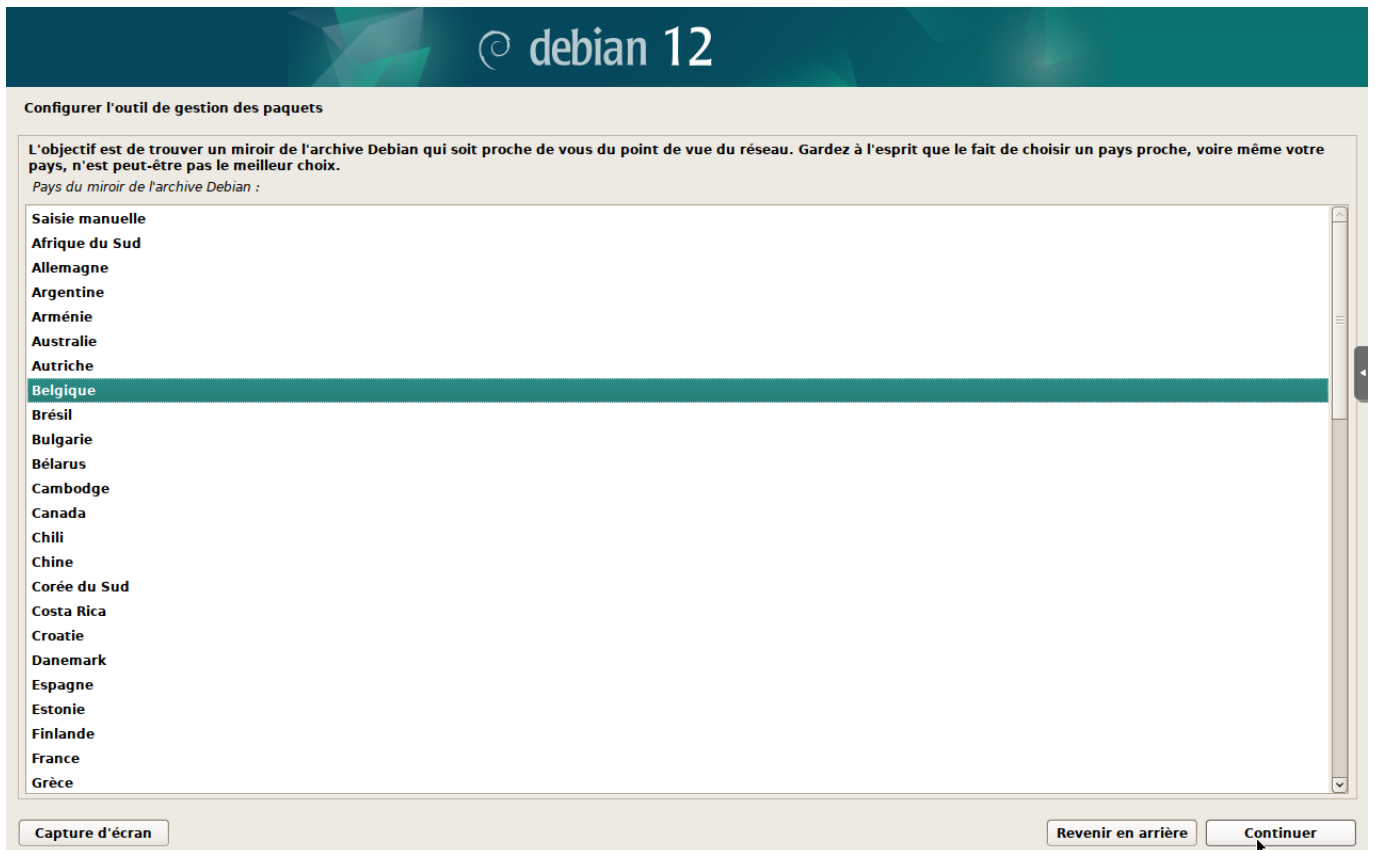 debian 12
Configurer l'outil de gestion des paquets
L'objectif est de trouver un miroir de l'archive Debian qui soit proche de vous du point de vue du réseau. Gardez à l'esprit que le fait de choisir un pays proche, voire même votre
pays, n'est peut-être pas le meilleur choix.
Pays du miroir de l'archive Debian :
Saisie manuelle
Afrique du Sud
Allemagne
Argentine
Arménie
Australie
Autriche
Belgique
Brésil
Bulgarie
Bélarus
Cambodge
Canada
Chili
Chine
Corée du Sud
Costa Rica
Croatie
Danemark
Espagne
Estonie
Finlande
France
Grèce
Capture d'écran
Revenir en arrière
Continuer